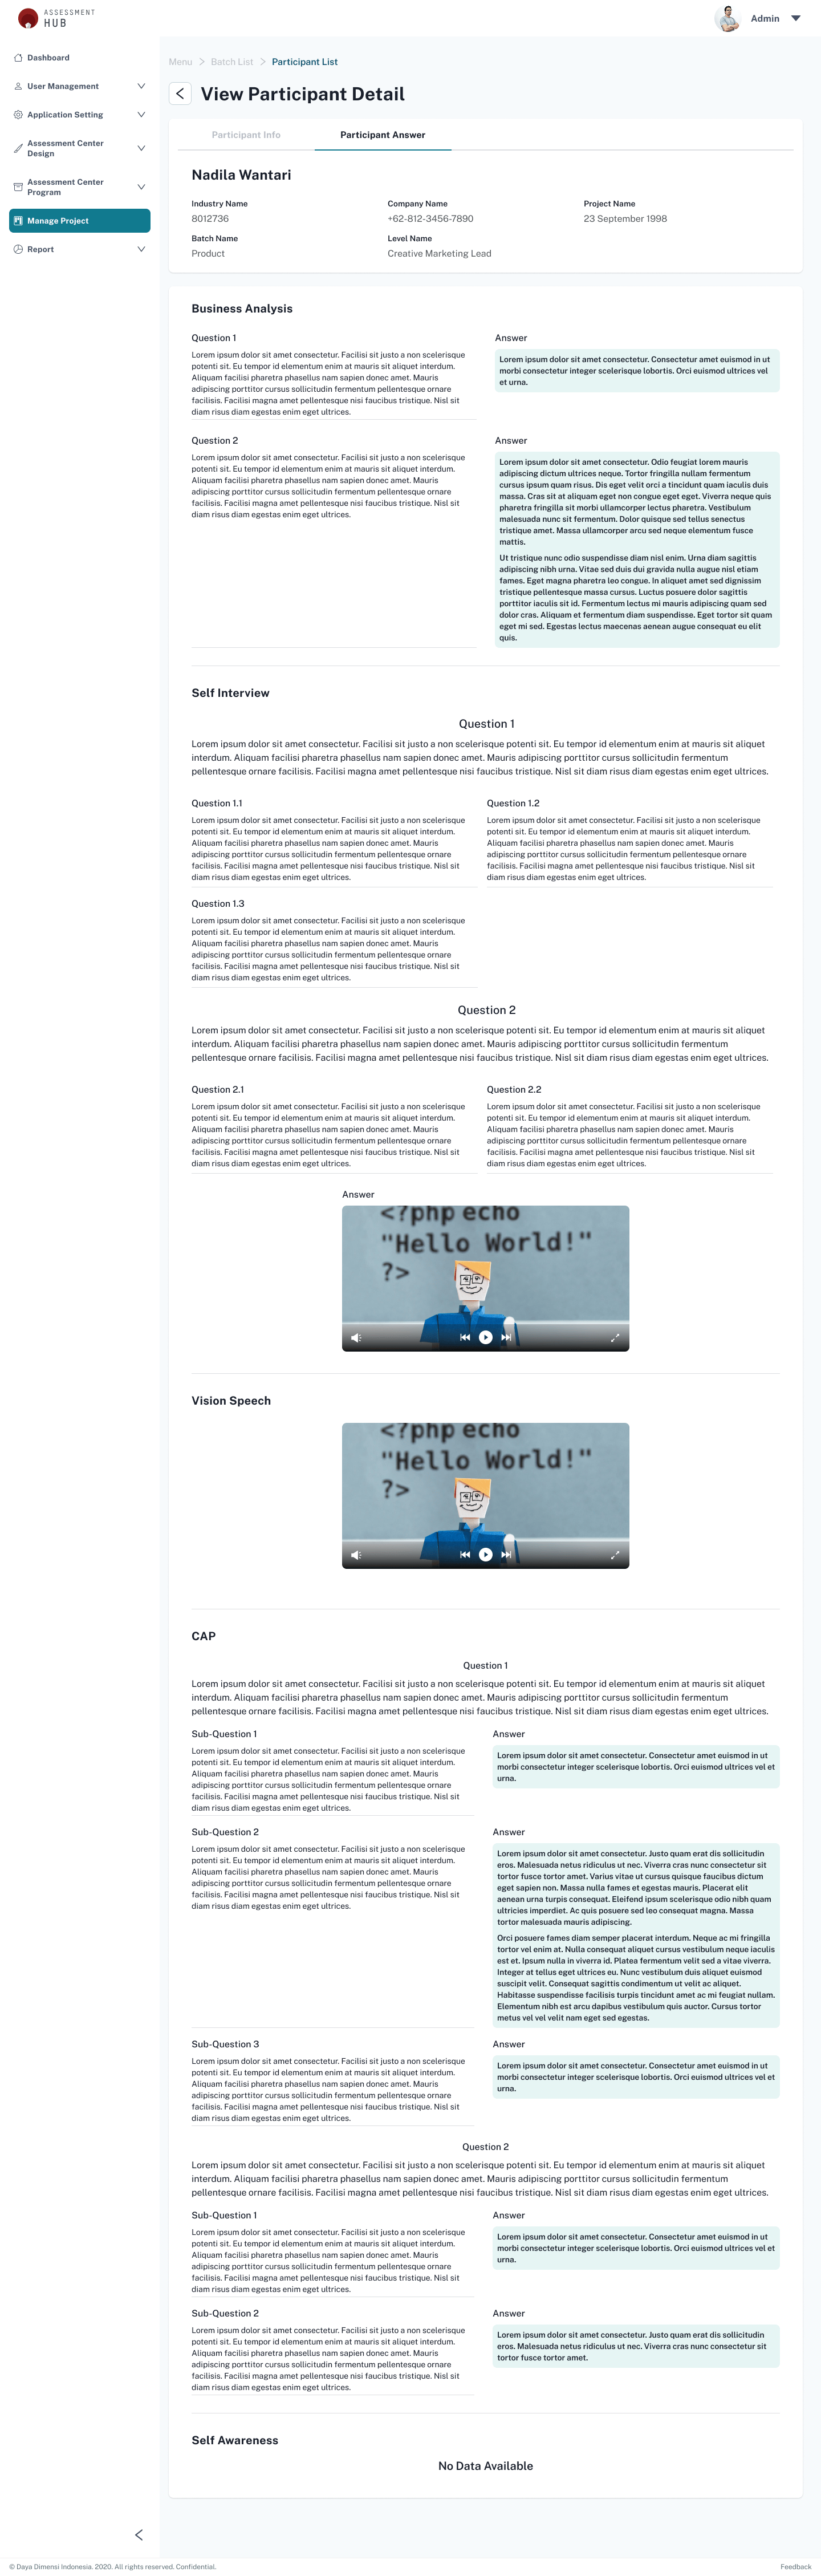 ASSESSMENT
HUB
Admin
Dashboard
User Management
Application Setting
Assessment Center
Design
Assessment Center
Program
Manage Project
Report
Menu > Batch List > Participant List
View Participant Detail
Participant Info
Participant Answer
Nadila Wantari
Industry Name
Company Name
Project Name
8012736
+62-812-3456-7890
23 September 1998
Batch Name
Level Name
Product
Creative Marketing Lead
Business Analysis
Question 1
Lorem ipsum dolor sit amet consectetur. Facilisi sit justo a non scelerisque
potenti sit. Eu tempor id elementum enim at mauris sit aliquet interdum.
Aliquam facilisi pharetra phasellus nam sapien donec amet. Mauris
adipiscing porttitor cursus sollicitudin fermentum pellentesque ornare
facilisis. Facilisi magna amet pellentesque nisi faucibus tristique. Nisl sit
diam risus diam egestas enim eget ultrices.
Answer
Lorem ipsum dolor sit amet consectetur. Consectetur amet euismod in ut
morbi consectetur integer scelerisque lobortis. Orci euismod ultrices vel
et urna.
Question 2
Lorem ipsum dolor sit amet consectetur. Facilisi sit justo a non scelerisque
potenti sit. Eu tempor id elementum enim at mauris sit aliquet interdum.
Aliquam facilisi pharetra phasellus nam sapien donec amet. Mauris
adipiscing porttitor cursus sollicitudin fermentum pellentesque ornare
facilisis. Facilisi magna amet pellentesque nisi faucibus tristique. Nisl sit
diam risus diam egestas enim eget ultrices.
Answer
Lorem ipsum dolor sit amet consectetur. Odio feugiat lorem mauris
adipiscing dictum ultrices neque. Tortor fringilla nullam fermentum
cursus ipsum quam risus. Dis eget velit orci a tincidunt quam iaculis duis
massa. Cras sit at aliquam eget non congue eget eget. Viverra neque quis
pharetra fringilla sit morbi ullamcorper lectus pharetra. Vestibulum
malesuada nunc sit fermentum. Dolor quisque sed tellus senectus
tristique amet. Massa ullamcorper arcu sed neque elementum fusce
mattis.
Ut tristique nunc odio suspendisse diam nisl enim. Urna diam sagittis
adipiscing nibh urna. Vitae sed duis dui gravida nulla augue nisl etiam
fames. Eget magna pharetra leo congue. In aliquet amet sed dignissim
tristique pellentesque massa cursus. Luctus posuere dolor sagittis
porttitor iaculis sit id. Fermentum lectus mi mauris adipiscing quam sed
dolor cras. Aliquam et fermentum diam suspendisse. Eget tortor sit quam
eget mi sed. Egestas lectus maecenas aenean augue consequat eu elit
quis.
Self Interview
Question 1
Lorem ipsum dolor sit amet consectetur. Facilisi sit justo a non scelerisque potenti sit. Eu tempor id elementum enim at mauris sit aliquet
interdum. Aliquam facilisi pharetra phasellus nam sapien donec amet. Mauris adipiscing porttitor cursus sollicitudin fermentum
pellentesque ornare facilisis. Facilisi magna amet pellentesque nisi faucibus tristique. Nisl sit diam risus diam egestas enim eget ultrices.
Question 1.1
Lorem ipsum dolor sit amet consectetur. Facilisi sit justo a non scelerisque
potenti sit. Eu tempor id elementum enim at mauris sit aliquet interdum.
Aliquam facilisi pharetra phasellus nam sapien donec amet. Mauris
adipiscing porttitor cursus sollicitudin fermentum pellentesque ornare
facilisis. Facilisi magna amet pellentesque nisi faucibus tristique. Nisl sit
diam risus diam egestas enim eget ultrices.
Question 1.2
Lorem ipsum dolor sit amet consectetur. Facilisi sit justo a non scelerisque
potenti sit. Eu tempor id elementum enim at mauris sit aliquet interdum.
Aliquam facilisi pharetra phasellus nam sapien donec amet. Mauris
adipiscing porttitor cursus sollicitudin fermentum pellentesque ornare
facilisis. Facilisi magna amet pellentesque nisi faucibus tristique. Nisl sit
diam risus diam egestas enim eget ultrices.
Question 1.3
Lorem ipsum dolor sit amet consectetur. Facilisi sit justo a non scelerisque
potenti sit. Eu tempor id elementum enim at mauris sit aliquet interdum.
Aliquam facilisi pharetra phasellus nam sapien donec amet. Mauris
adipiscing porttitor cursus sollicitudin fermentum pellentesque ornare
facilisis. Facilisi magna amet pellentesque nisi faucibus tristique. Nisl sit
diam risus diam egestas enim eget ultrices.
Question 2
Lorem ipsum dolor sit amet consectetur. Facilisi sit justo a non scelerisque potenti sit. Eu tempor id elementum enim at mauris sit aliquet
interdum. Aliquam facilisi pharetra phasellus nam sapien donec amet. Mauris adipiscing porttitor cursus sollicitudin fermentum
pellentesque ornare facilisis. Facilisi magna amet pellentesque nisi faucibus tristique. Nisl sit diam risus diam egestas enim eget ultrices.
Question 2.1
Lorem ipsum dolor sit amet consectetur. Facilisi sit justo a non scelerisque
potenti sit. Eu tempor id elementum enim at mauris sit aliquet interdum.
Aliquam facilisi pharetra phasellus nam sapien donec amet. Mauris
adipiscing porttitor cursus sollicitudin fermentum pellentesque ornare
facilisis. Facilisi magna amet pellentesque nisi faucibus tristique. Nisl sit
diam risus diam egestas enim eget ultrices.
Question 2.2
Lorem ipsum dolor sit amet consectetur. Facilisi sit justo a non scelerisque
potenti sit. Eu tempor id elementum enim at mauris sit aliquet interdum.
Aliquam facilisi pharetra phasellus nam sapien donec amet. Mauris
adipiscing porttitor cursus sollicitudin fermentum pellentesque ornare
facilisis. Facilisi magna amet pellentesque nisi faucibus tristique. Nisl sit
diam risus diam egestas enim eget ultrices.
Answer
<?php echo
"Hello World!"
?>
Vision Speech
<?php echo
"Hello World!"
?>
CAP
Question 1
Lorem ipsum dolor sit amet consectetur. Facilisi sit justo a non scelerisque potenti sit. Eu tempor id elementum enim at mauris sit aliquet
interdum. Aliquam facilisi pharetra phasellus nam sapien donec amet. Mauris adipiscing porttitor cursus sollicitudin fermentum
pellentesque ornare facilisis. Facilisi magna amet pellentesque nisi faucibus tristique. Nisl sit diam risus diam egestas enim eget ultrices.
Sub-Question 1
Lorem ipsum dolor sit amet consectetur. Facilisi sit justo a non scelerisque
potenti sit. Eu tempor id elementum enim at mauris sit aliquet interdum.
Aliquam facilisi pharetra phasellus nam sapien donec amet. Mauris
adipiscing porttitor cursus sollicitudin fermentum pellentesque ornare
facilisis. Facilisi magna amet pellentesque nisi faucibus tristique. Nisl sit
diam risus diam egestas enim eget ultrices.
Answer
Lorem ipsum dolor sit amet consectetur. Consectetur amet euismod in ut
morbi consectetur integer scelerisque lobortis. Orci euismod ultrices vel et
urna.
Sub-Question 2
Lorem ipsum dolor sit amet consectetur. Facilisi sit justo a non scelerisque
potenti sit. Eu tempor id elementum enim at mauris sit aliquet interdum.
Aliquam facilisi pharetra phasellus nam sapien donec amet. Mauris
adipiscing porttitor cursus sollicitudin fermentum pellentesque ornare
facilisis. Facilisi magna amet pellentesque nisi faucibus tristique. Nisl sit
diam risus diam egestas enim eget ultrices.
Answer
Lorem ipsum dolor sit amet consectetur. Justo quam erat dis sollicitudin
eros. Malesuada netus ridiculus ut nec. Viverra cras nunc consectetur sit
tortor fusce tortor amet. Varius vitae ut cursus quisque faucibus dictum
eget sapien non. Massa nulla fames et egestas mauris. Placerat elit
aenean urna turpis consequat. Eleifend ipsum scelerisque odio nibh quam
ultricies imperdiet. Ac quis posuere sed leo consequat magna. Massa
tortor malesuada mauris adipiscing.
Orci posuere fames diam semper placerat interdum. Neque ac mi fringilla
tortor vel enim at. Nulla consequat aliquet cursus vestibulum neque iaculis
est et. Ipsum nulla in viverra id. Platea fermentum velit sed a vitae viverra.
Integer at tellus eget ultrices eu. Nunc vestibulum duis aliquet euismod
suscipit velit. Consequat sagittis condimentum ut velit ac aliquet.
Habitasse suspendisse facilisis turpis tincidunt amet ac mi feugiat nullam.
Elementum nibh est arcu dapibus vestibulum quis auctor. Cursus tortor
metus vel vel velit nam eget sed egestas.
Sub-Question 3
Lorem ipsum dolor sit amet consectetur. Facilisi sit justo a non scelerisque
potenti sit. Eu tempor id elementum enim at mauris sit aliquet interdum.
Aliquam facilisi pharetra phasellus nam sapien donec amet. Mauris
adipiscing porttitor cursus sollicitudin fermentum pellentesque ornare
facilisis. Facilisi magna amet pellentesque nisi faucibus tristique. Nisl sit
diam risus diam egestas enim eget ultrices.
Answer
Lorem ipsum dolor sit amet consectetur. Consectetur amet euismod in ut
morbi consectetur integer scelerisque lobortis. Orci euismod ultrices vel et
urna.
Question 2
Lorem ipsum dolor sit amet consectetur. Facilisi sit justo a non scelerisque potenti sit. Eu tempor id elementum enim at mauris sit aliquet
interdum. Aliquam facilisi pharetra phasellus nam sapien donec amet. Mauris adipiscing porttitor cursus sollicitudin fermentum
pellentesque ornare facilisis. Facilisi magna amet pellentesque nisi faucibus tristique. Nisl sit diam risus diam egestas enim eget ultrices.
Sub-Question 1
Lorem ipsum dolor sit amet consectetur. Facilisi sit justo a non scelerisque
potenti sit. Eu tempor id elementum enim at mauris sit aliquet interdum.
Aliquam facilisi pharetra phasellus nam sapien donec amet. Mauris
adipiscing porttitor cursus sollicitudin fermentum pellentesque ornare
facilisis. Facilisi magna amet pellentesque nisi faucibus tristique. Nisl sit
diam risus diam egestas enim eget ultrices.
Answer
Lorem ipsum dolor sit amet consectetur. Consectetur amet euismod in ut
morbi consectetur integer scelerisque lobortis. Orci euismod ultrices vel et
urna.
Sub-Question 2
Lorem ipsum dolor sit amet consectetur. Facilisi sit justo a non scelerisque
potenti sit. Eu tempor id elementum enim at mauris sit aliquet interdum.
Aliquam facilisi pharetra phasellus nam sapien donec amet. Mauris
adipiscing porttitor cursus sollicitudin fermentum pellentesque ornare
facilisis. Facilisi magna amet pellentesque nisi faucibus tristique. Nisl sit
diam risus diam egestas enim eget ultrices.
Answer
Lorem ipsum dolor sit amet consectetur. Justo quam erat dis sollicitudin
eros. Malesuada netus ridiculus ut nec. Viverra cras nunc consectetur sit
tortor fusce tortor amet.
Self Awareness
No Data Available
© Daya Dimensi Indonesia. 2020. All rights reserved. Confidential.
Feedback